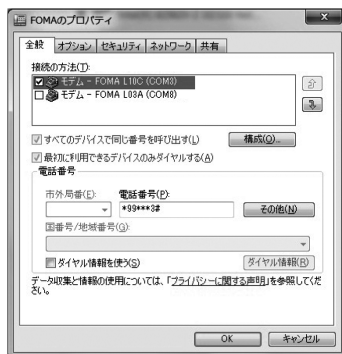 FOMAのプロパティ
全般 オプション セキュリティ ネットワーク 共有
接続の方法(T):
モデム - FOMA L10C (COM3)
モデム - FOMA L03A (COM8)
すべてのデバイスで同じ番号を呼び出す(L) 構成(O)...
最初に利用できるデバイスのみダイヤルする(A)
電話番号
市外局番(E): 電話番号(P):
*99***3# その他(N)
国番号/地域番号(G):
ダイヤル情報を使う(S) ダイヤル情報(R)
データ収集と情報の使用については、「プライバシーに関する声明」を参照してくだ
さい。
OK キャンセル